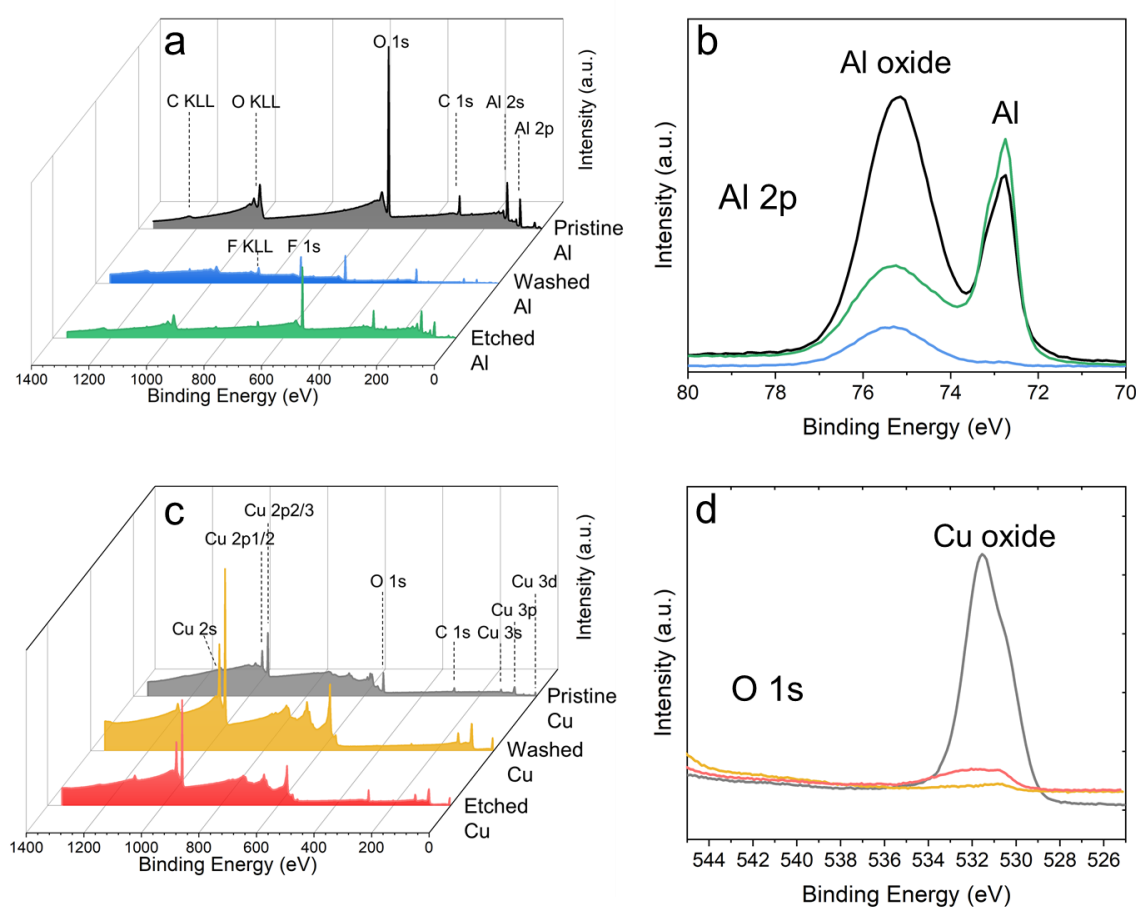 a
O 1s
C KLL
O KLL
C 1s
Al 2s
Al 2p
Intensity (a.u.)
Pristine
Al
F KLL
F 1s
Washed
Al
Etched
Al
1400
1200
1000
800
600
400
200
0
Binding Energy (eV)
b
Al oxide
Al
Al 2p
Intensity (a.u.)
80
78
76
74
72
70
Binding Energy (eV)
c
Cu 2p2/3
Cu 2p1/2
Cu 2s
O 1s
C 1s
Cu 3s
Cu 3p
Cu 3d
Intensity (a.u.)
Pristine
Cu
Washed
Cu
Etched
Cu
1400
1200
1000
800
600
400
200
0
Binding Energy (eV)
d
Cu oxide
O 1s
Intensity (a.u.)
544
542
540
538
536
534
532
530
528
526
Binding Energy (eV)